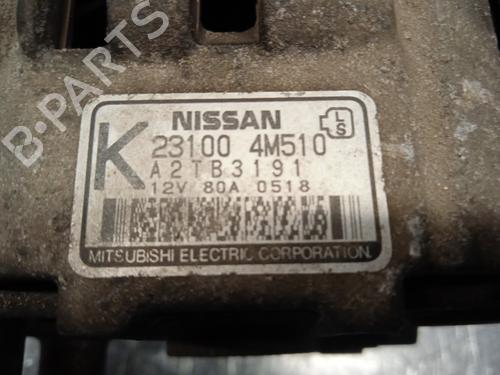 NISSAN
L
S
K
23100 4M510
A2TB3191
12V 80A 0518
MITSUBISHI ELECTRIC CORPORATION
B-PARTS